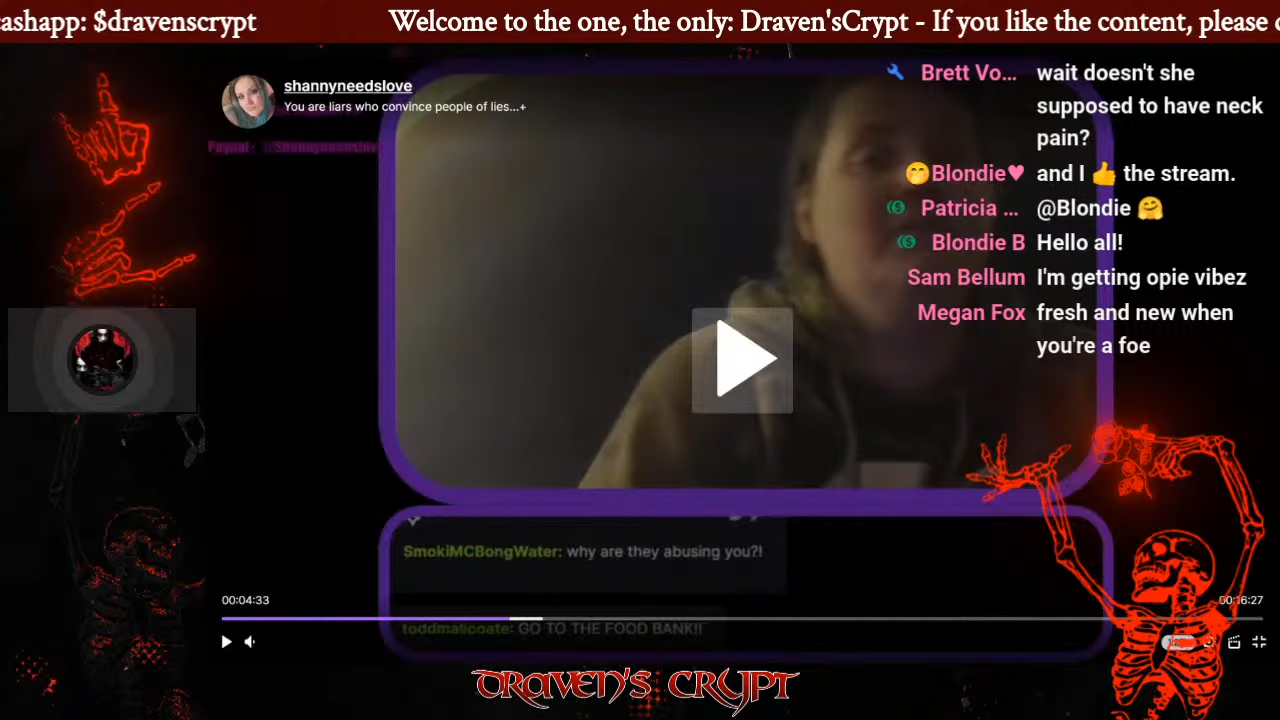 ashapp: $dravenscrypt
Welcome to the one, the only: Draven'sCrypt - If you like the content, please
shannyneedslove
You are liars who convince people of lies...+
Brett Vo... wait doesn't she
supposed to have neck
pain?
🤭Blondie♥ and I 👍 the stream.
Patricia ... @Blondie 🤗
Blondie B Hello all!
Sam Bellum I'm getting opie vibez
Megan Fox fresh and new when
you're a foe
SmokiMCBongWater: why are they abusing you?!
00:04:33
00:16:27
toddmalicoate: GO TO THE FOOD BANK!!
DRAVEN'S CRYPT